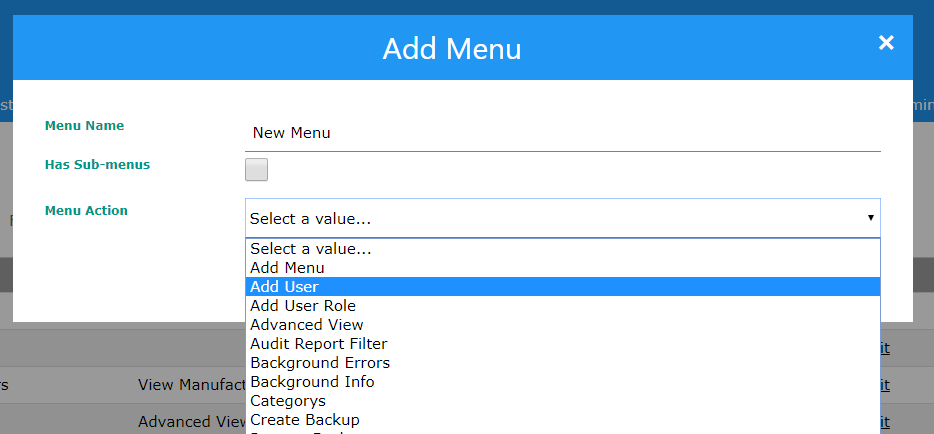 Add Menu
×
st
min
Menu Name
New Menu
Has Sub-menus
Menu Action
Select a value...
Select a value...
Add Menu
Add User
Add User Role
Advanced View
Audit Report Filter
Background Errors
it
Background Info
rs
View Manufact
it
Categorys
Create Backup
Advanced View
it